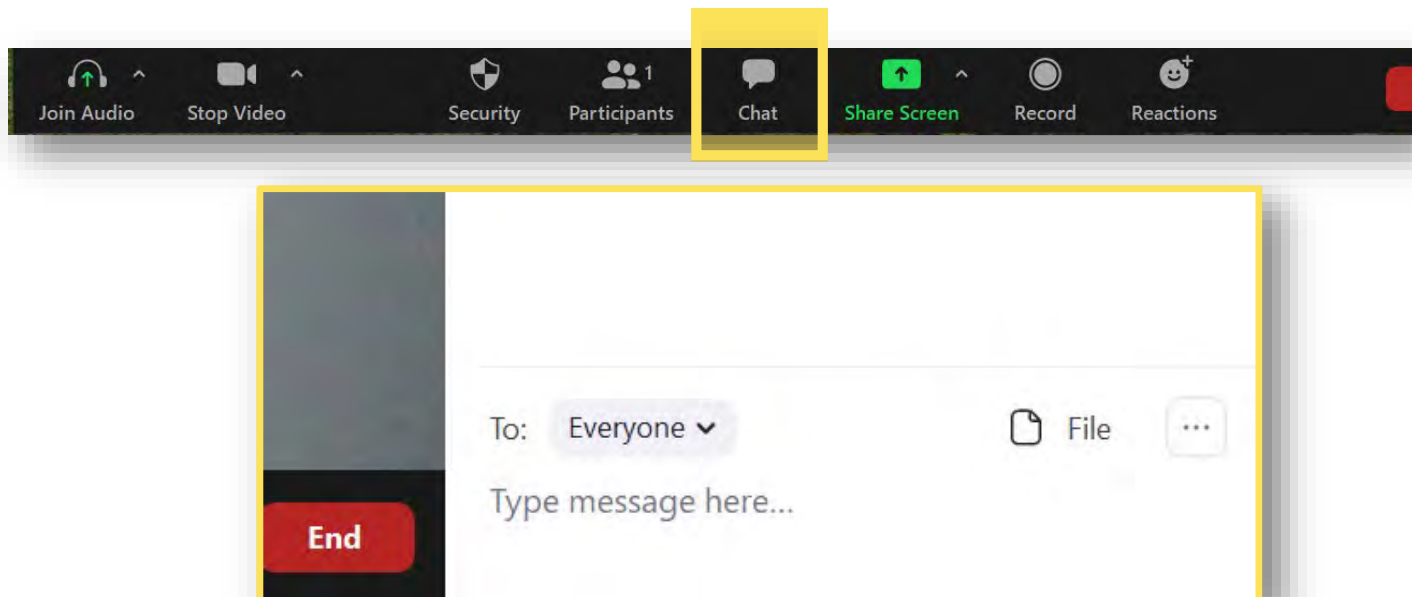 1
Join Audio Stop Video Security Participants Chat Share Screen Record Reactions
To: Everyone File ...
Type message here...
End